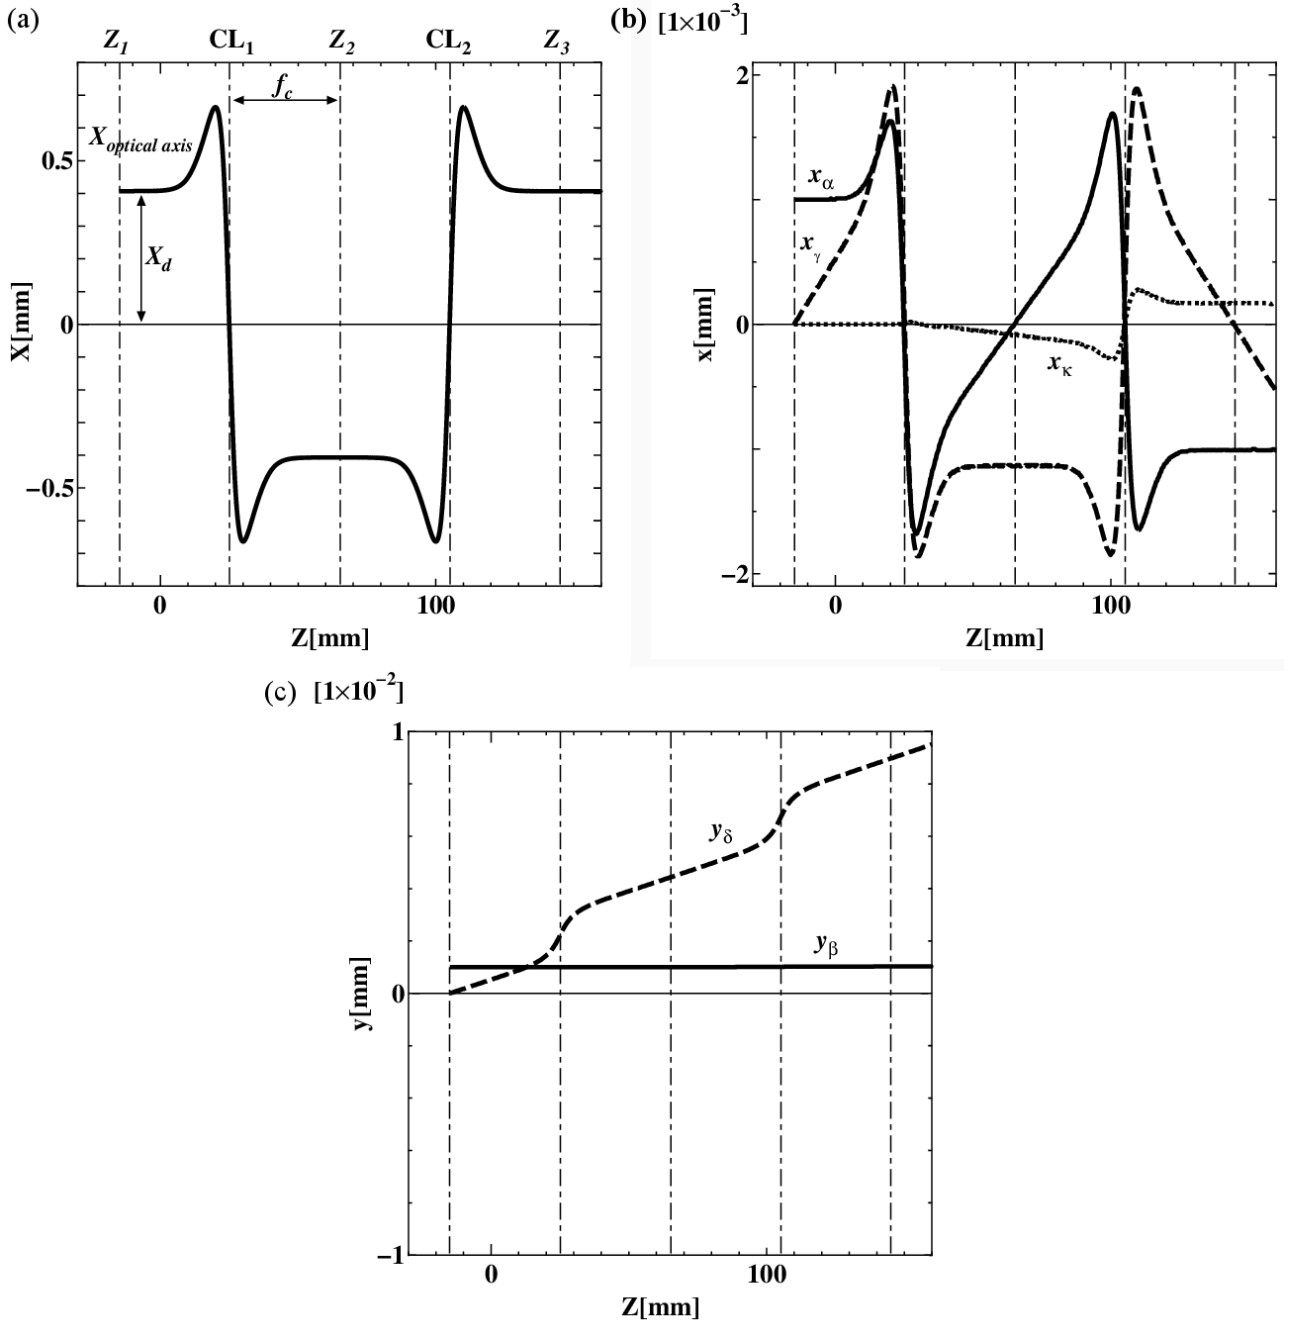 (a)
Z1 CL1 Z2 CL2 Z3
fc
Xoptical axis
0.5
Xd
0
−0.5
X[mm]
0 100
Z[mm]
(b) [1×10−3]
2
xα
xγ
0
xκ
−2
x[mm]
0 100
Z[mm]
(c) [1×10−2]
1
yδ
yβ
0
−1
y[mm]
0 100
Z[mm]